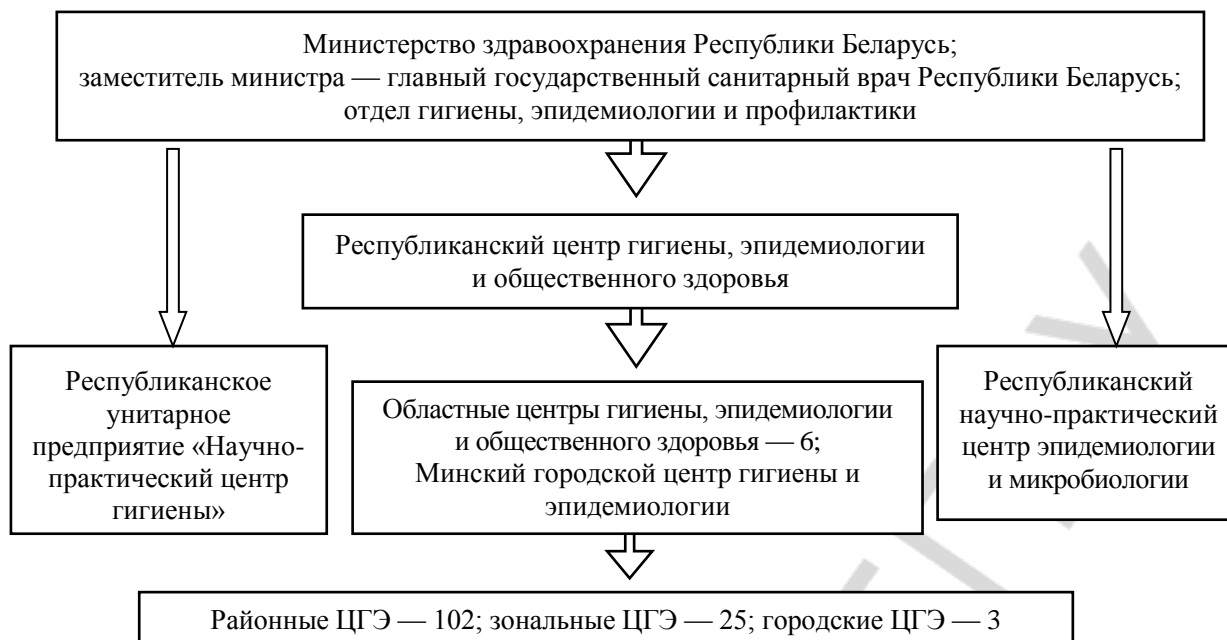 Министерство здравоохранения Республики Беларусь;
заместитель министра — главный государственный санитарный врач Республики Беларусь;
отдел гигиены, эпидемиологии и профилактики
Республиканский центр гигиены, эпидемиологии
и общественного здоровья
Республиканское
унитарное
предприятие «Научно-
практический центр
гигиены»
Областные центры гигиены, эпидемиологии
и общественного здоровья — 6;
Минский городской центр гигиены и
эпидемиологии
Республиканский
научно-практический
центр эпидемиологии
и микробиологии
Районные ЦГЭ — 102; зональные ЦГЭ — 25; городские ЦГЭ — 3